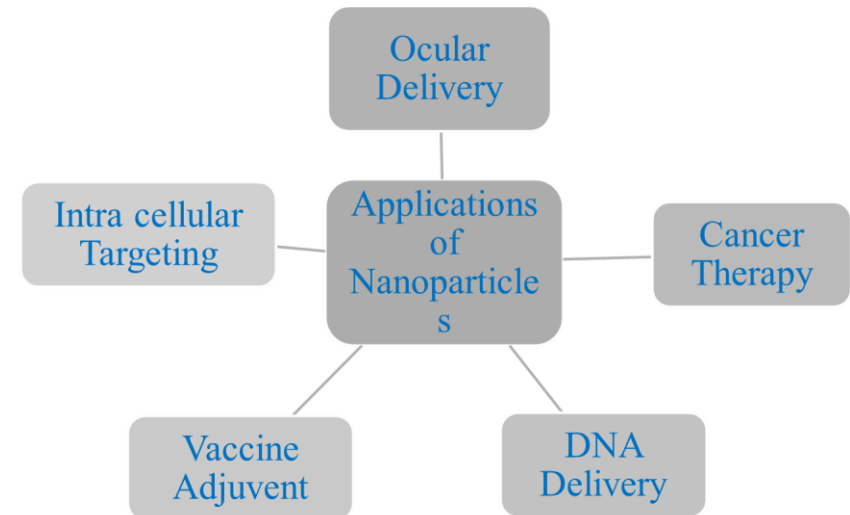 Ocular
Delivery
Applications
of
Nanoparticle
s
Intra cellular
Targeting
Cancer
Therapy
Vaccine
Adjuvent
DNA
Delivery